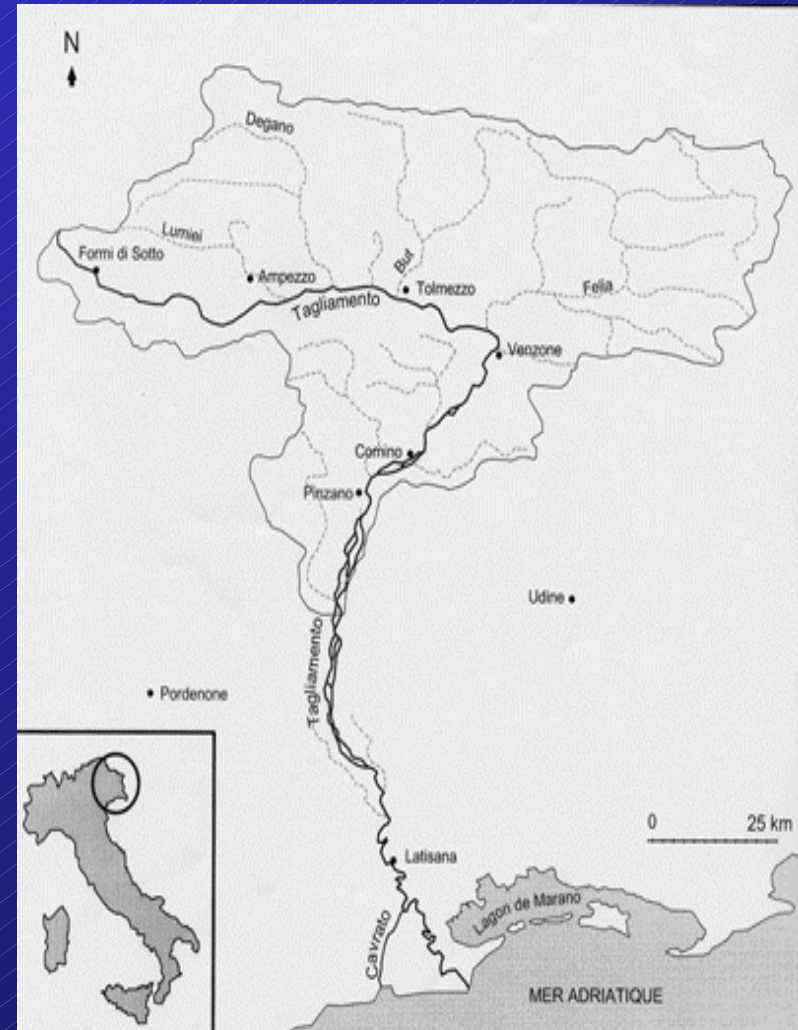 N
Degano
Lumiei
Formi di Sotto
Ampezzo
But
Tolmezzo
Tagliamento
Fella
Venzone
Cornino
Pinzano
Udine
Tagliamento
Pordenone
0 25 km
Latisana
Lagon de Marano
Cavrato
MER ADRIATIQUE